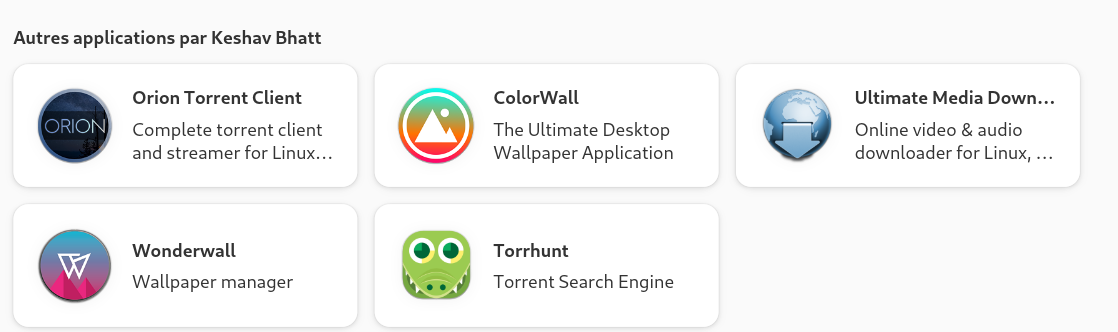 Autres applications par Keshav Bhatt
ORION
Orion Torrent Client
Complete torrent client
and streamer for Linux…
ColorWall
The Ultimate Desktop
Wallpaper Application
Ultimate Media Down…
Online video & audio
downloader for Linux, …
W
Wonderwall
Wallpaper manager
Torrhunt
Torrent Search Engine